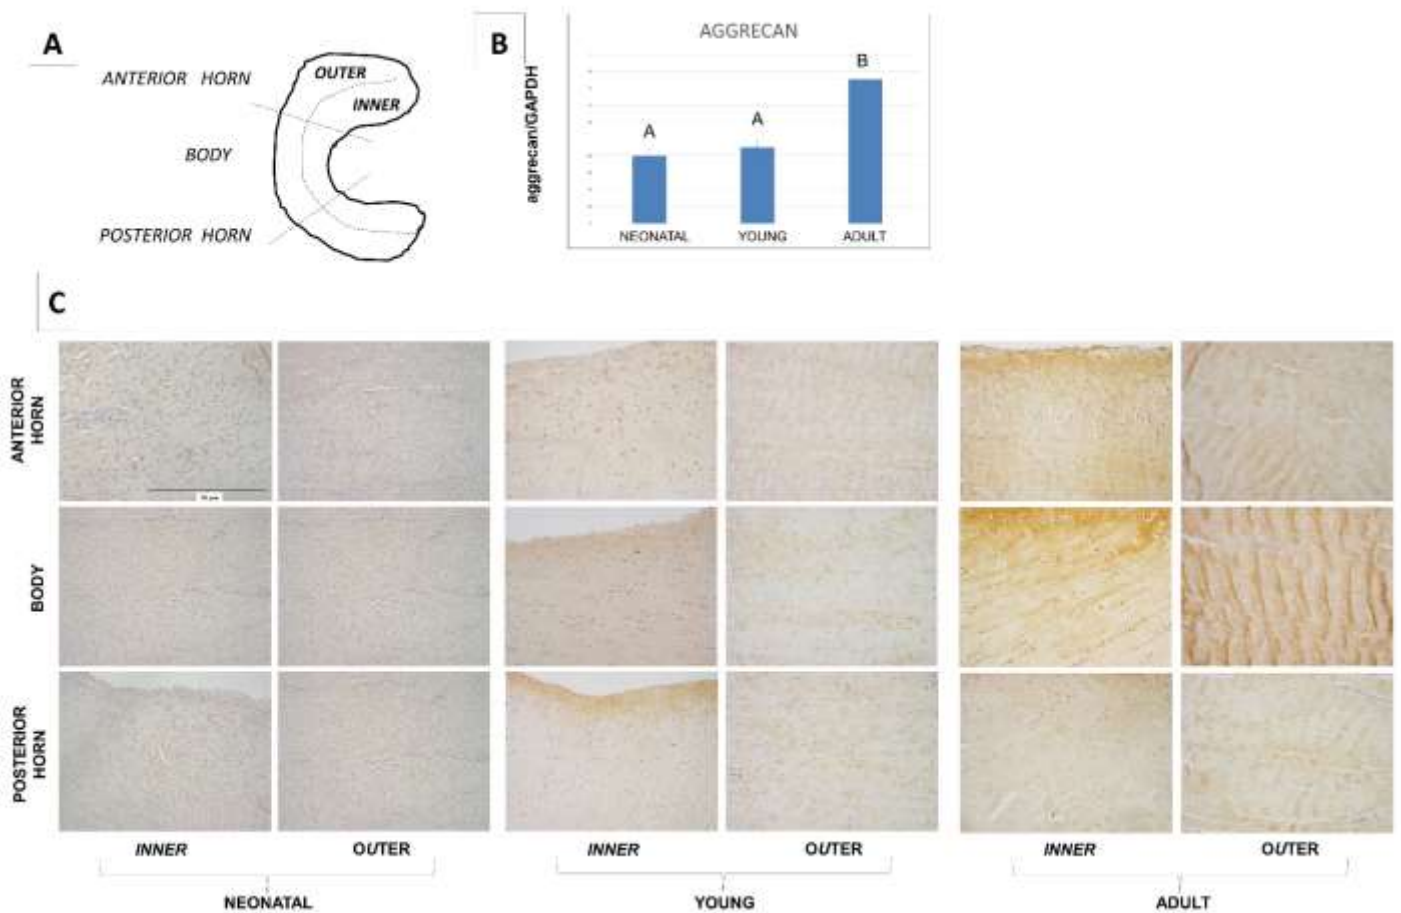 A
ANTERIOR HORN
OUTER
INNER
BODY
POSTERIOR HORN
B
AGGRECAN
aggrecan/GAPDH
A
A
B
NEONATAL
YOUNG
ADULT
C
ANTERIOR
HORN
BODY
POSTERIOR
HORN
INNER
OUTER
INNER
OUTER
INNER
OUTER
NEONATAL
YOUNG
ADULT